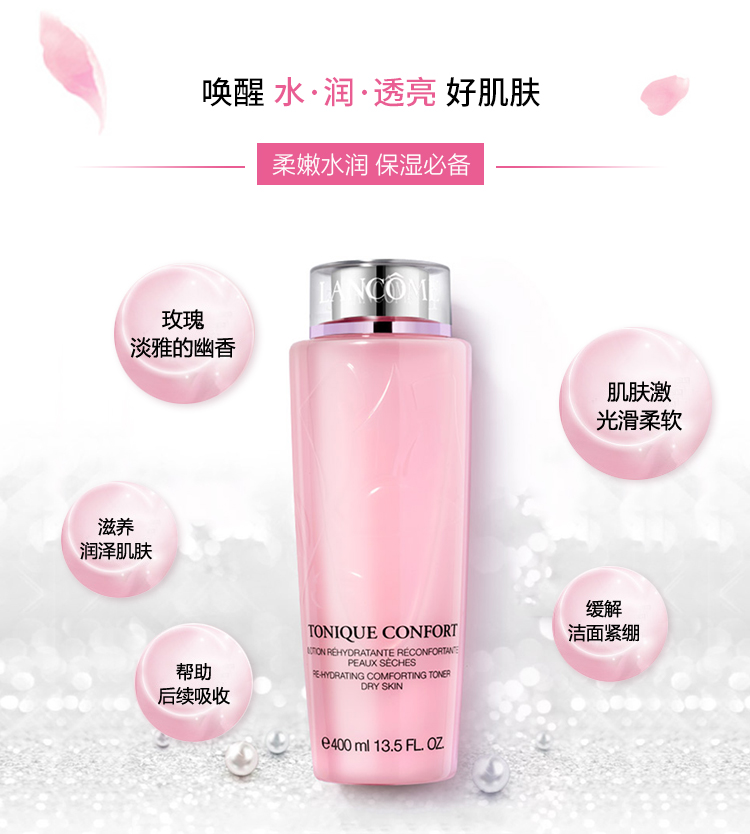 唤醒 水·润·透亮 好肌肤
柔嫩水润 保湿必备
LANCÔME
玫瑰
淡雅的幽香
肌肤激
光滑柔软
滋养
润泽肌肤
缓解
洁面紧绷
帮助
后续吸收
TONIQUE CONFORT
LOTION RÉHYDRATANTE RÉCONFORTANTE
PEAUX SÈCHES
RE-HYDRATING COMFORTING TONER
DRY SKIN
℮400 ml 13.5 FL. OZ.